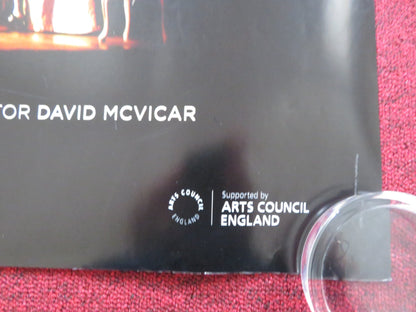 TOR DAVID MCVICAR
ARTS COUNCIL
ENGLAND
Supported by
ARTS COUNCIL
ENGLAND